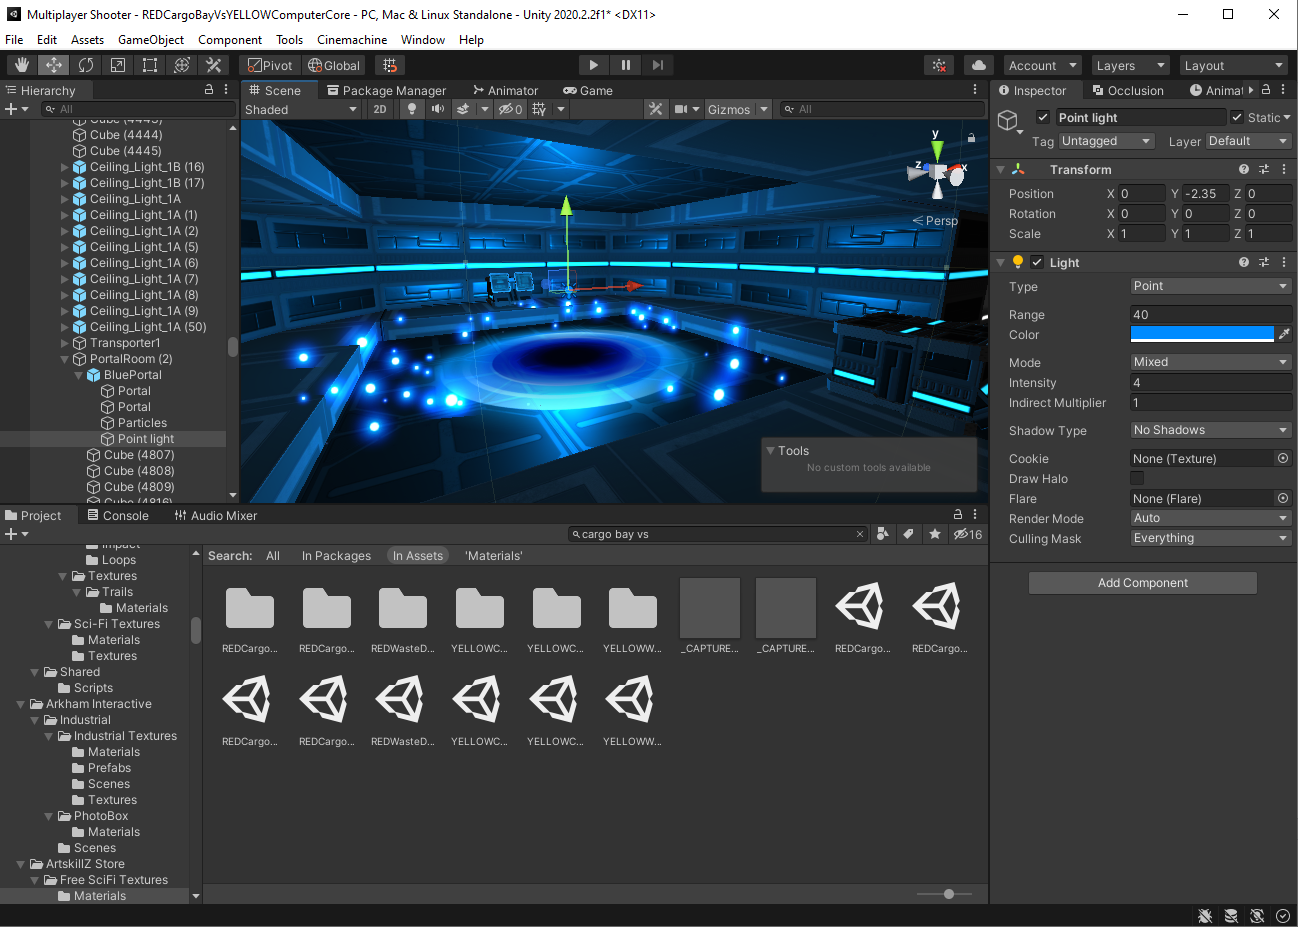 Multiplayer Shooter - REDCargoBayVsYELLOWComputerCore - PC, Mac & Linux Standalone - Unity 2020.2.2f1* <DX11>
File Edit Assets GameObject Component Tools Cinemachine Window Help
Pivot Global Account Layers Layout
Hierarchy
All
Cube (4444)
Cube (4445)
Ceiling_Light_1B (16)
Ceiling_Light_1B (17)
Ceiling_Light_1A
Ceiling_Light_1A (1)
Ceiling_Light_1A (2)
Ceiling_Light_1A (5)
Ceiling_Light_1A (6)
Ceiling_Light_1A (7)
Ceiling_Light_1A (8)
Ceiling_Light_1A (9)
Ceiling_Light_1A (50)
Transporter1
PortalRoom (2)
BluePortal
Portal
Portal
Particles
Point light
Cube (4807)
Cube (4808)
Cube (4809)
Cube (4816)
Scene Package Manager Animator Game
Shaded 2D 0 Gizmos All
y
z x
< Persp
Tools
No custom tools available
Inspector Occlusion Animat
Point light Static
Tag Untagged Layer Default
Transform
Position X 0 Y -2.35 Z 0
Rotation X 0 Y 0 Z 0
Scale X 1 Y 1 Z 1
Light
Type Point
Range 40
Color
Mode Mixed
Intensity 4
Indirect Multiplier 1
Shadow Type No Shadows
Cookie None (Texture)
Draw Halo
Flare None (Flare)
Render Mode Auto
Culling Mask Everything
Add Component
Project Console Audio Mixer
cargo bay vs 16
Impact
Loops
Textures
Trails
Materials
Sci-Fi Textures
Materials
Textures
Shared
Scripts
Arkham Interactive
Industrial
Industrial Textures
Materials
Prefabs
Scenes
Textures
PhotoBox
Materials
Scenes
ArtskillZ Store
Free SciFi Textures
Materials
Search: All In Packages In Assets 'Materials'
REDCargo... REDCargo... REDWasteD... YELLOWC... YELLOWC... YELLOWW... _CAPTURE... _CAPTURE... REDCargo... REDCargo...
REDCargo... REDCargo... REDWasteD... YELLOWC... YELLOWC... YELLOWW...